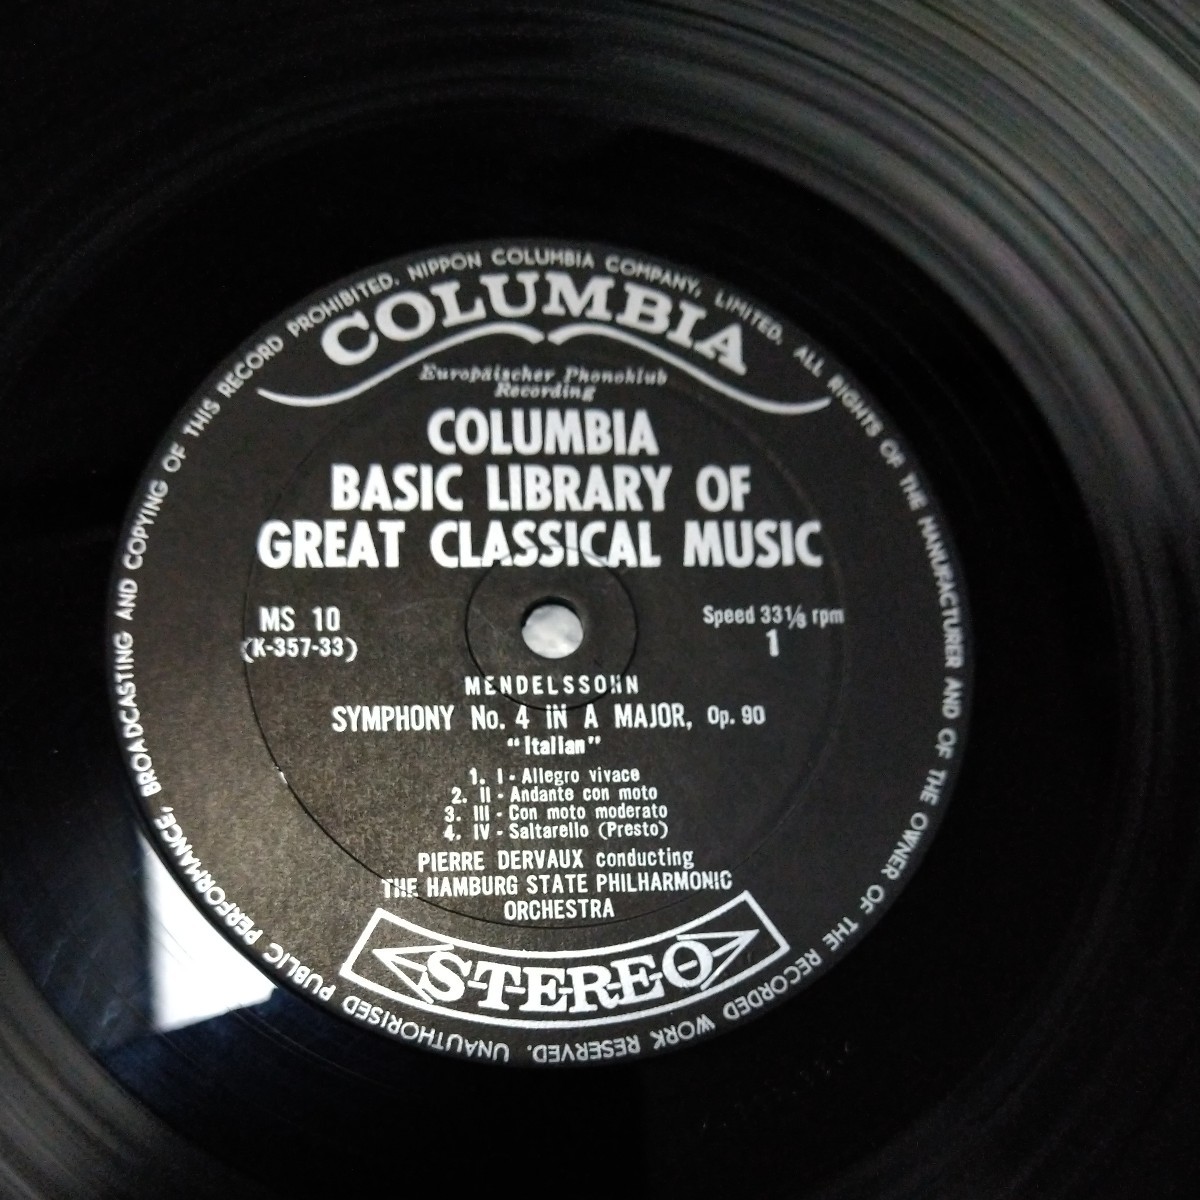 COLUMBIA
Europäischer Phonoklub
Recording
COLUMBIA
BASIC LIBRARY OF
GREAT CLASSICAL MUSIC
MS 10
(K-357-33)
Speed 33 1/3 rpm
1
MENDELSSOHN
SYMPHONY No. 4 IN A MAJOR, Op. 90
"Italian"
1. I - Allegro vivace
2. II - Andante con moto
3. III - Con moto moderato
4. IV - Saltarello (Presto)
PIERRE DERVAUX conducting
THE HAMBURG STATE PHILHARMONIC
ORCHESTRA
STEREO
NIPPON COLUMBIA COMPANY, LIMITED. ALL RIGHTS OF THE MANUFACTURER AND OF THE OWNER OF THE RECORDED WORK RESERVED. UNAUTHORISED PUBLIC PERFORMANCE, BROADCASTING AND COPYING OF THIS RECORD PROHIBITED.